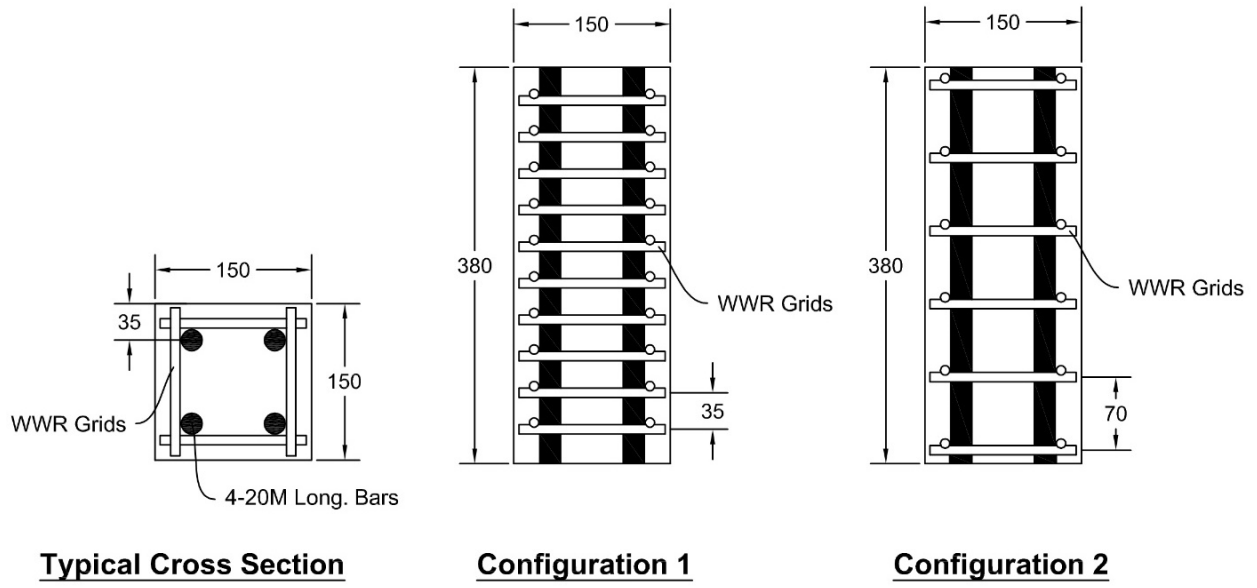 150
35
150
WWR Grids
4-20M Long. Bars
Typical Cross Section
150
380
WWR Grids
35
Configuration 1
150
380
WWR Grids
70
Configuration 2